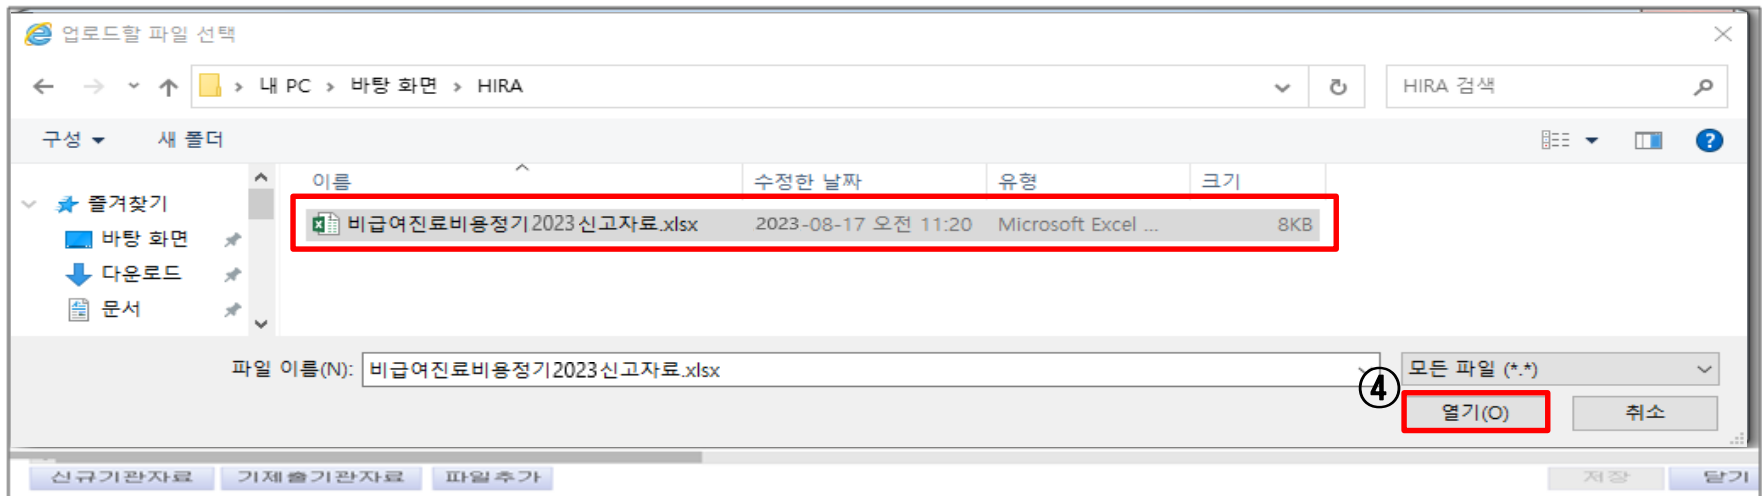 업로드할 파일 선택
내 PC > 바탕 화면 > HIRA
HIRA 검색
구성
새 폴더
이름 수정한 날짜 유형 크기
즐겨찾기
비급여진료비용정기2023신고자료.xlsx 2023-08-17 오전 11:20 Microsoft Excel ... 8KB
바탕 화면
다운로드
문서
파일 이름(N): 비급여진료비용정기2023신고자료.xlsx 모든 파일 (*.*)
④ 열기(O) 취소
신규기관자료 기제출기관자료 파일추가 저장 닫기